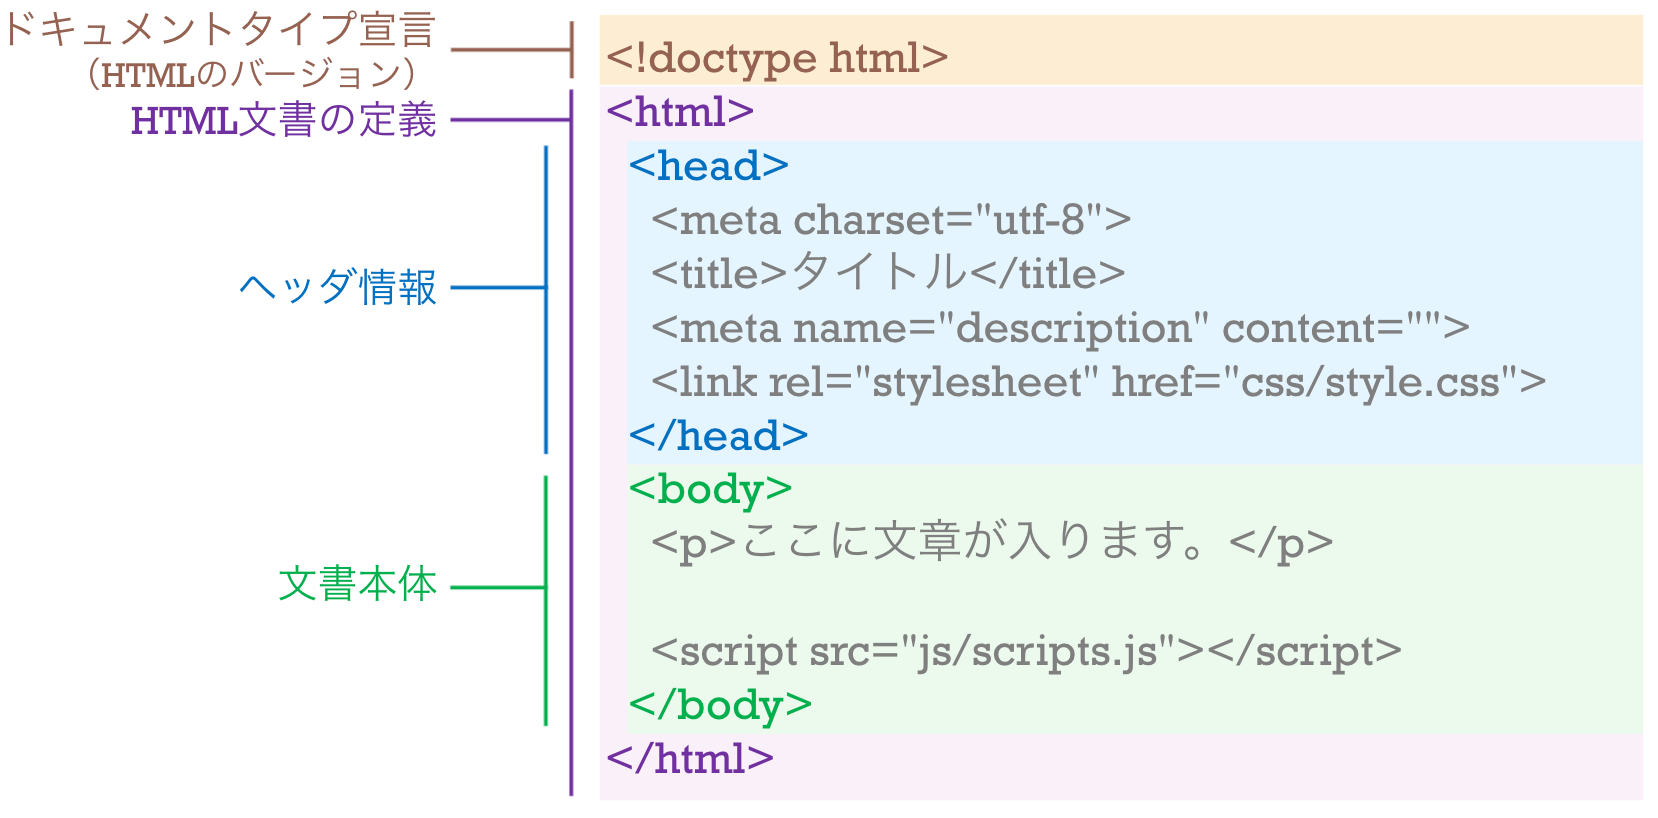 ドキュメントタイプ宣言
（HTMLのバージョン）
HTML文書の定義
ヘッダ情報
文書本体
<!doctype html>
<html>
<head>
<meta charset="utf-8">
<title>タイトル</title>
<meta name="description" content="">
<link rel="stylesheet" href="css/style.css">
</head>
<body>
<p>ここに文章が入ります。</p>
<script src="js/scripts.js"></script>
</body>
</html>